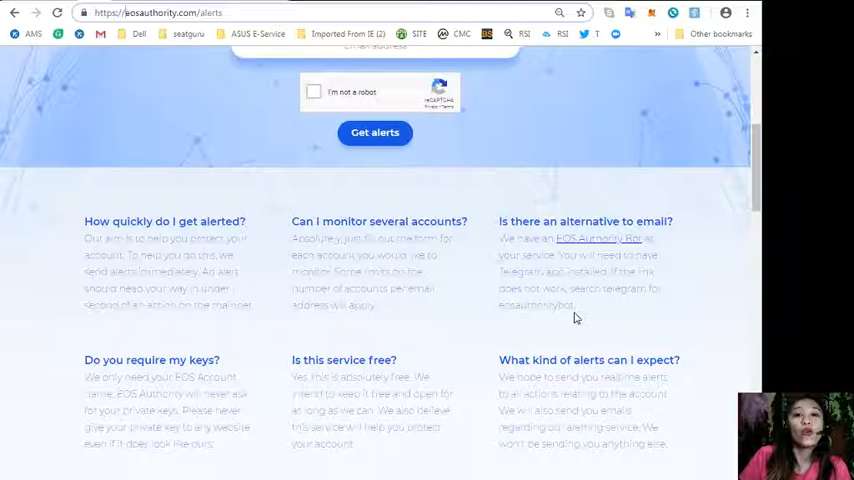 https://eosauthority.com/alerts
AMS Dell seatguru ASUS E-Service Imported From IE (2) SITE CMC RSI RSI T Other bookmarks
Email address
I'm not a robot
reCAPTCHA
Privacy - Terms
Get alerts
How quickly do I get alerted?
Our aim is to help you protect your
account. To help you do this, we
send alerts immediately. An alert
should reed your way in under 1
second of an action on the mainnet.
Can I monitor several accounts?
Absolutely, just fill out the form for
each account you would like to
monitor. Some limits on the
number of accounts per email
address will apply.
Is there an alternative to email?
We have an EOS Authority Bot at
your service. You will need to have
Telegram app installed. If the link
does not work, search telegram for
eosauthoritybot.
Do you require my keys?
We only need your EOS Account
name. EOS Authority will never ask
for your private keys. Please never
give your private key to any website
even if it does look like ours.
Is this service free?
Yes, this is absolutely free. We
intend to keep it free and open for
as long as we can. We also believe
this service will help you protect
your account.
What kind of alerts can I expect?
We hope to send you realtime alerts
to all actions relating to the account.
We will also send you emails
regarding our alerting service. We
won't be sending you anything else.